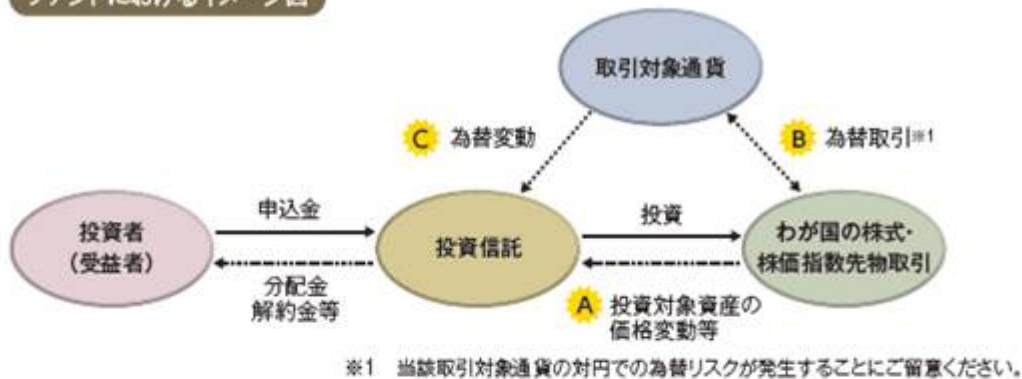 取引対象通貨
C 為替変動
B 為替取引※1
申込金
投資
投資者
(受益者)
投資信託
わが国の株式・
株価指数先物取引
分配金
解約金等
A 投資対象資産の
価格変動等
※1 当該取引対象通貨の対円での為替リスクが発生することにご留意ください。